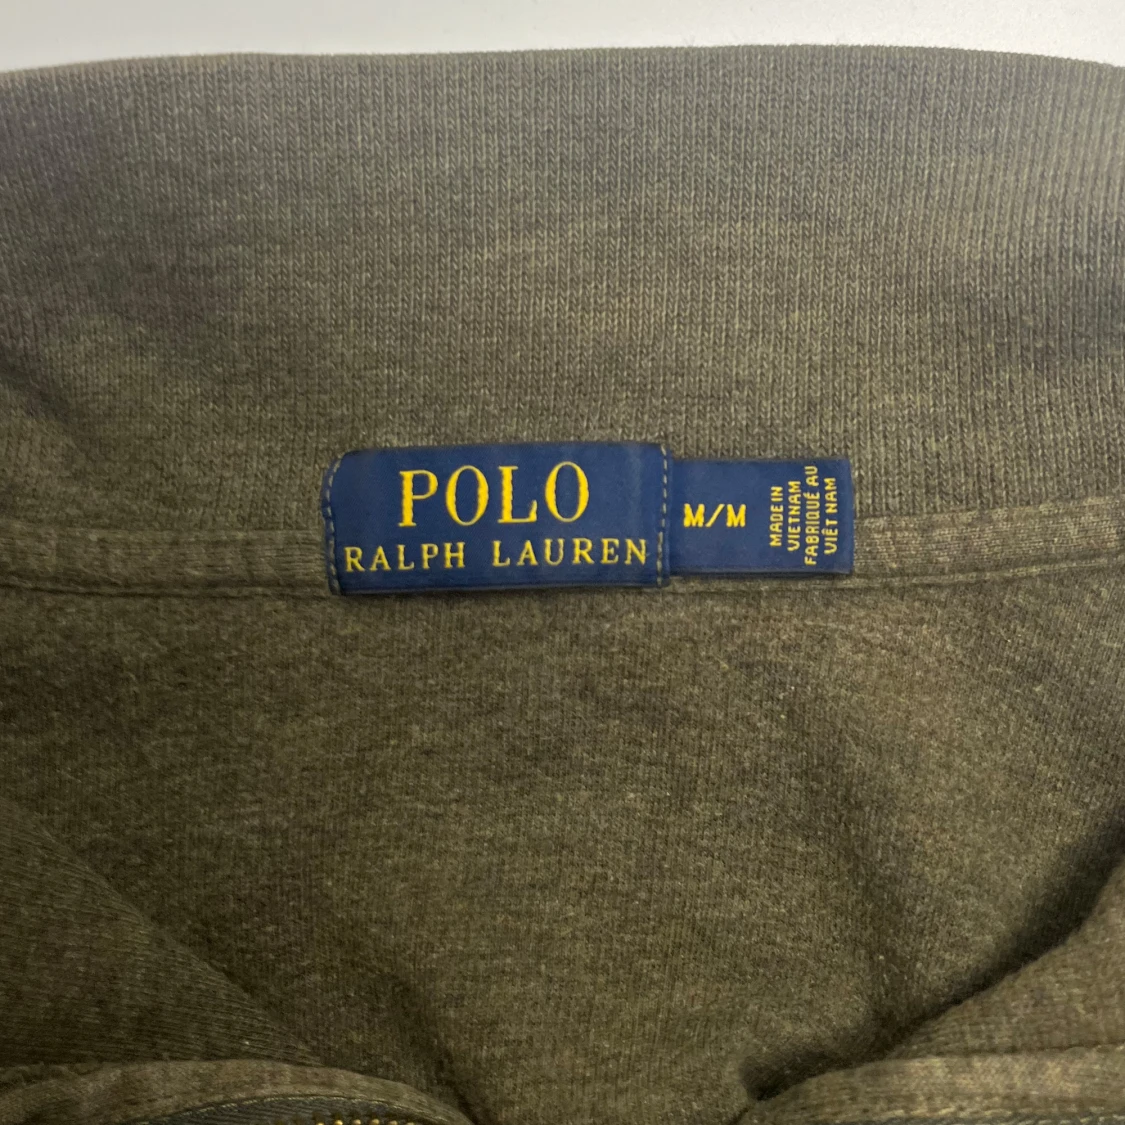 POLO
RALPH LAUREN
M/M
MADE IN
VIETNAM
FABRIQUÉ AU
VIÊT NAM